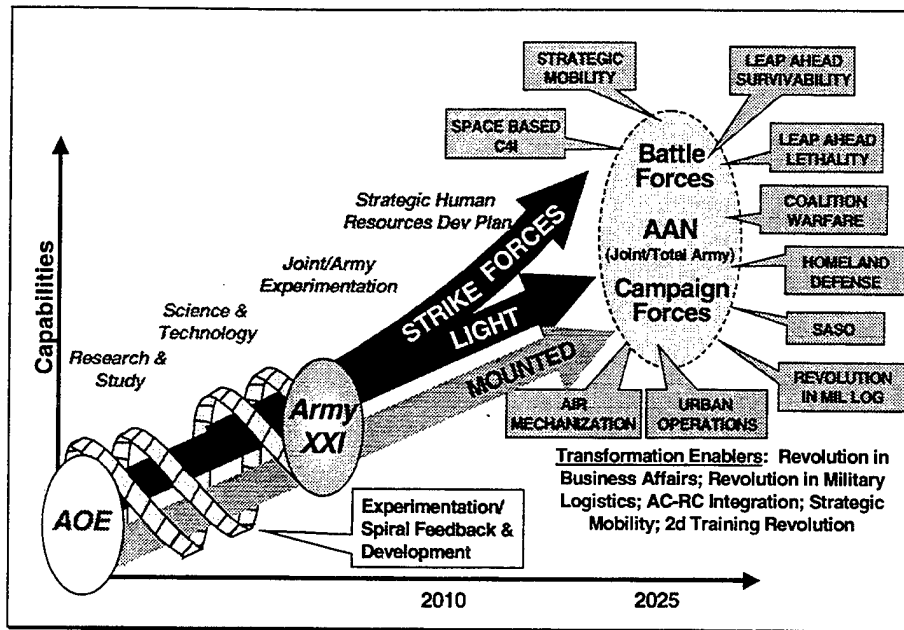 STRATEGIC
MOBILITY
LEAP AHEAD
SURVIVABILITY
SPACE BASED
C4I
LEAP AHEAD
LETHALITY
Battle
Forces
COALITION
WARFARE
AAN
(Joint/Total Army)
HOMELAND
DEFENSE
Campaign
Forces
SASO
REVOLUTION
IN MIL LOG
AIR
MECHANIZATION
URBAN
OPERATIONS
Strategic Human
Resources Dev Plan
Joint/Army
Experimentation
Science &
Technology
Research &
Study
Capabilities
STRIKE FORCES
LIGHT
MOUNTED
Army
XXI
AOE
Experimentation/
Spiral Feedback &
Development
Transformation Enablers: Revolution in
Business Affairs; Revolution in Military
Logistics; AC-RC Integration; Strategic
Mobility; 2d Training Revolution
2010
2025